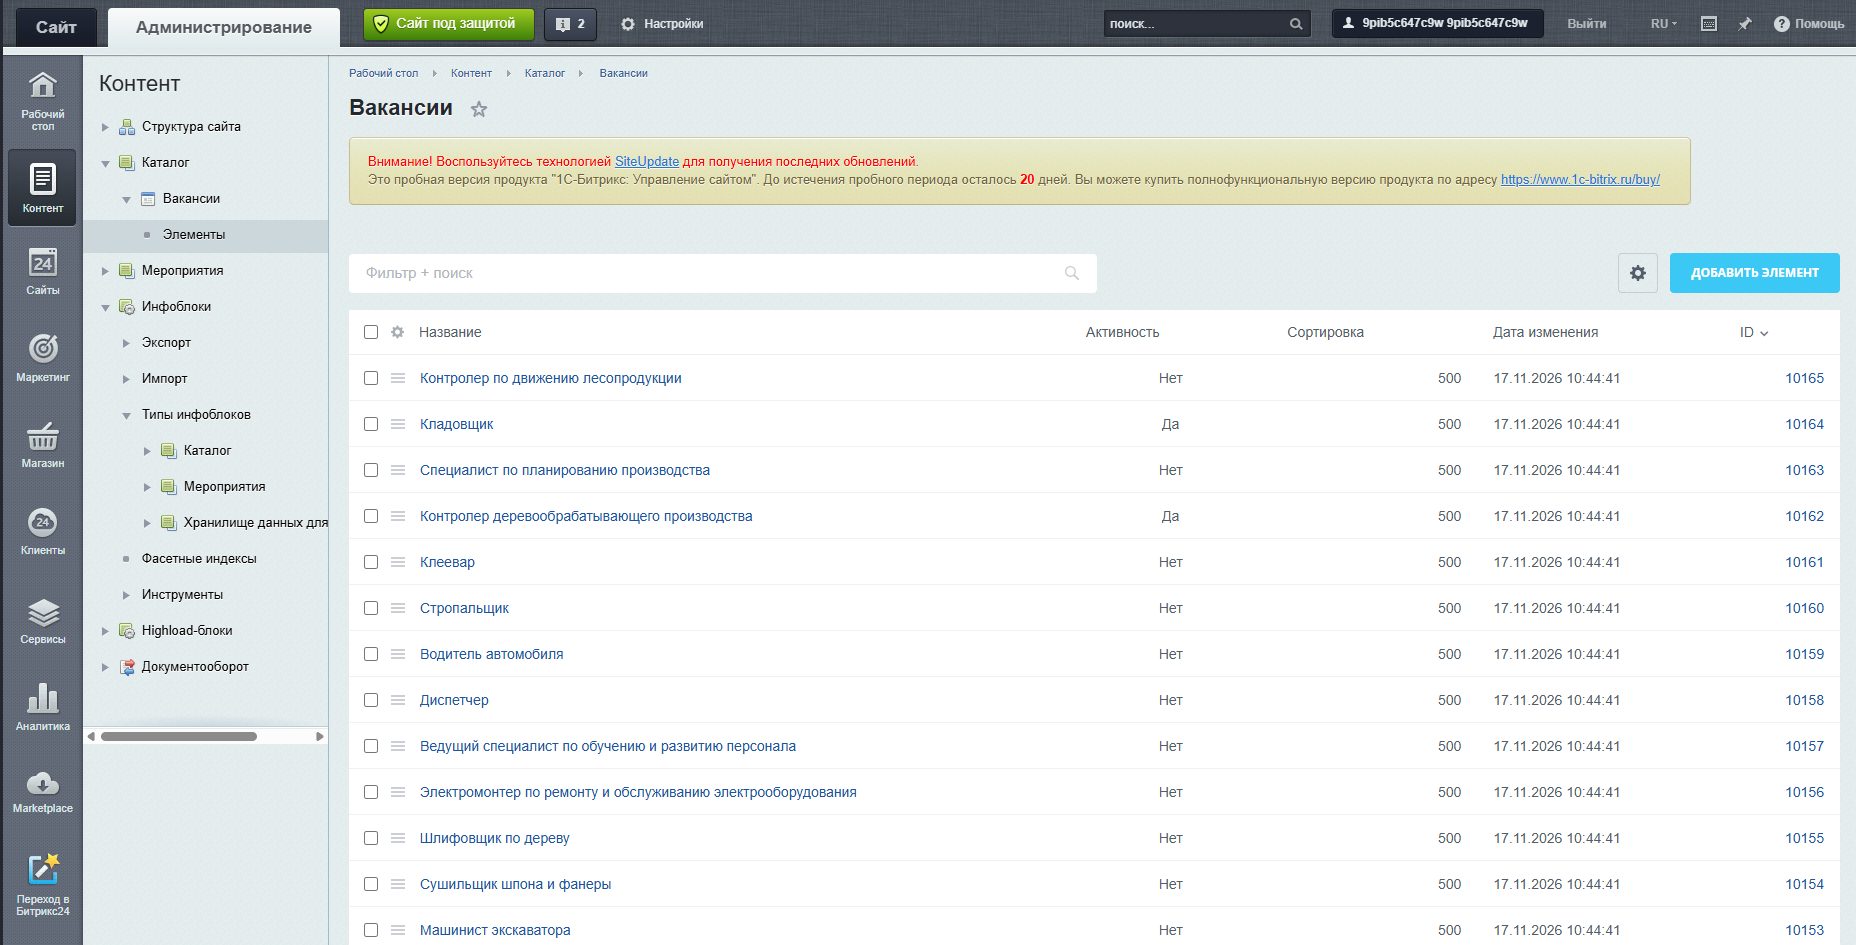 Сайт
Администрирование
Сайт под защитой
2
Настройки
поиск...
9pib5c647c9w 9pib5c647c9w
Выйти
RU
Помощь
Рабочий стол
Контент
Сайты
Маркетинг
Магазин
Клиенты
Сервисы
Аналитика
Marketplace
Переход в Битрикс24
Контент
Структура сайта
Каталог
Вакансии
Элементы
Мероприятия
Инфоблоки
Экспорт
Импорт
Типы инфоблоков
Каталог
Мероприятия
Хранилище данных для
Фасетные индексы
Инструменты
Highload-блоки
Документооборот
Рабочий стол Контент Каталог Вакансии
Вакансии
Внимание! Воспользуйтесь технологией SiteUpdate для получения последних обновлений.
Это пробная версия продукта "1С-Битрикс: Управление сайтом". До истечения пробного периода осталось 20 дней. Вы можете купить полнофункциональную версию продукта по адресу https://www.1c-bitrix.ru/buy/
Фильтр + поиск
ДОБАВИТЬ ЭЛЕМЕНТ
Название Активность Сортировка Дата изменения ID
Контролер по движению лесопродукции Нет 500 17.11.2026 10:44:41 10165
Кладовщик Да 500 17.11.2026 10:44:41 10164
Специалист по планированию производства Нет 500 17.11.2026 10:44:41 10163
Контролер деревообрабатывающего производства Да 500 17.11.2026 10:44:41 10162
Клеевар Нет 500 17.11.2026 10:44:41 10161
Стропальщик Нет 500 17.11.2026 10:44:41 10160
Водитель автомобиля Нет 500 17.11.2026 10:44:41 10159
Диспетчер Нет 500 17.11.2026 10:44:41 10158
Ведущий специалист по обучению и развитию персонала Нет 500 17.11.2026 10:44:41 10157
Электромонтер по ремонту и обслуживанию электрооборудования Нет 500 17.11.2026 10:44:41 10156
Шлифовщик по дереву Нет 500 17.11.2026 10:44:41 10155
Сушильщик шпона и фанеры Нет 500 17.11.2026 10:44:41 10154
Машинист экскаватора Нет 500 17.11.2026 10:44:41 10153